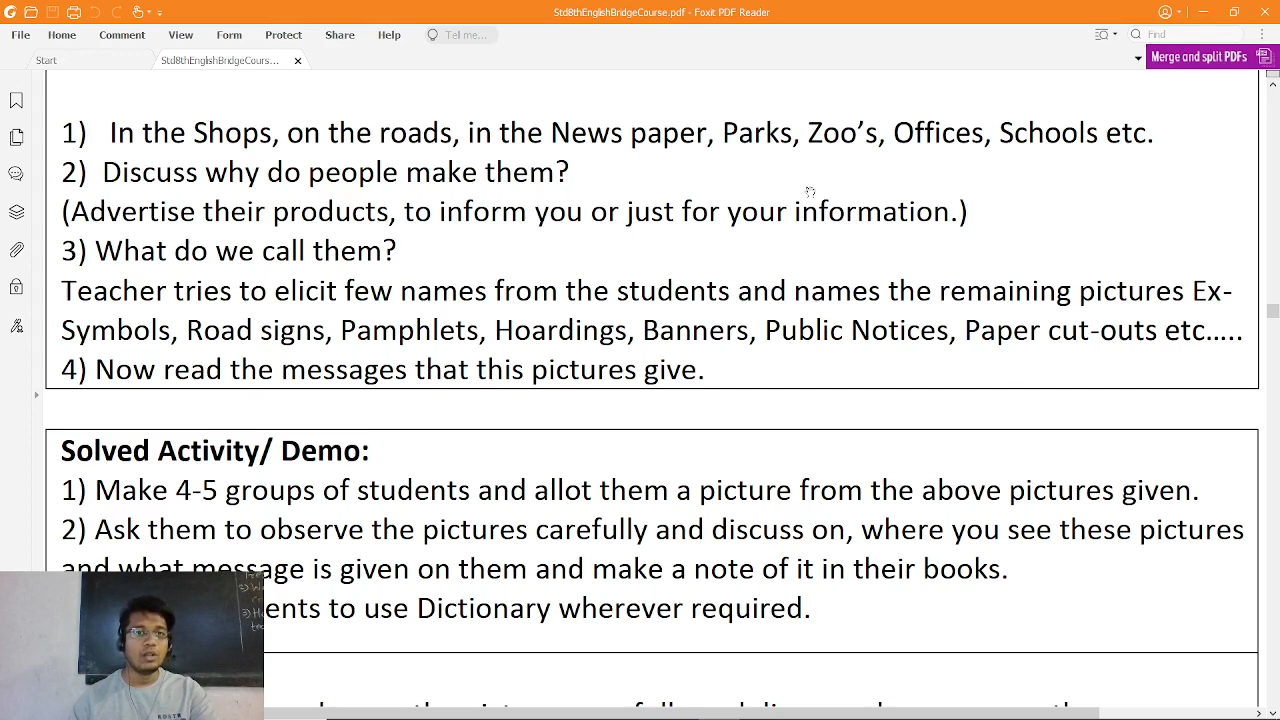 Std8thEnglishBridgeCourse.pdf - Foxit PDF Reader
File Home Comment View Form Protect Share Help Tell me... Find
Start Std8thEnglishBridgeCours... Merge and split PDFs
1) In the Shops, on the roads, in the News paper, Parks, Zoo's, Offices, Schools etc.
2) Discuss why do people make them?
(Advertise their products, to inform you or just for your information.)
3) What do we call them?
Teacher tries to elicit few names from the students and names the remaining pictures Ex-
Symbols, Road signs, Pamphlets, Hoardings, Banners, Public Notices, Paper cut-outs etc.....
4) Now read the messages that this pictures give.
Solved Activity/ Demo:
1) Make 4-5 groups of students and allot them a picture from the above pictures given.
2) Ask them to observe the pictures carefully and discuss on, where you see these pictures
and what message is given on them and make a note of it in their books.
ents to use Dictionary wherever required.